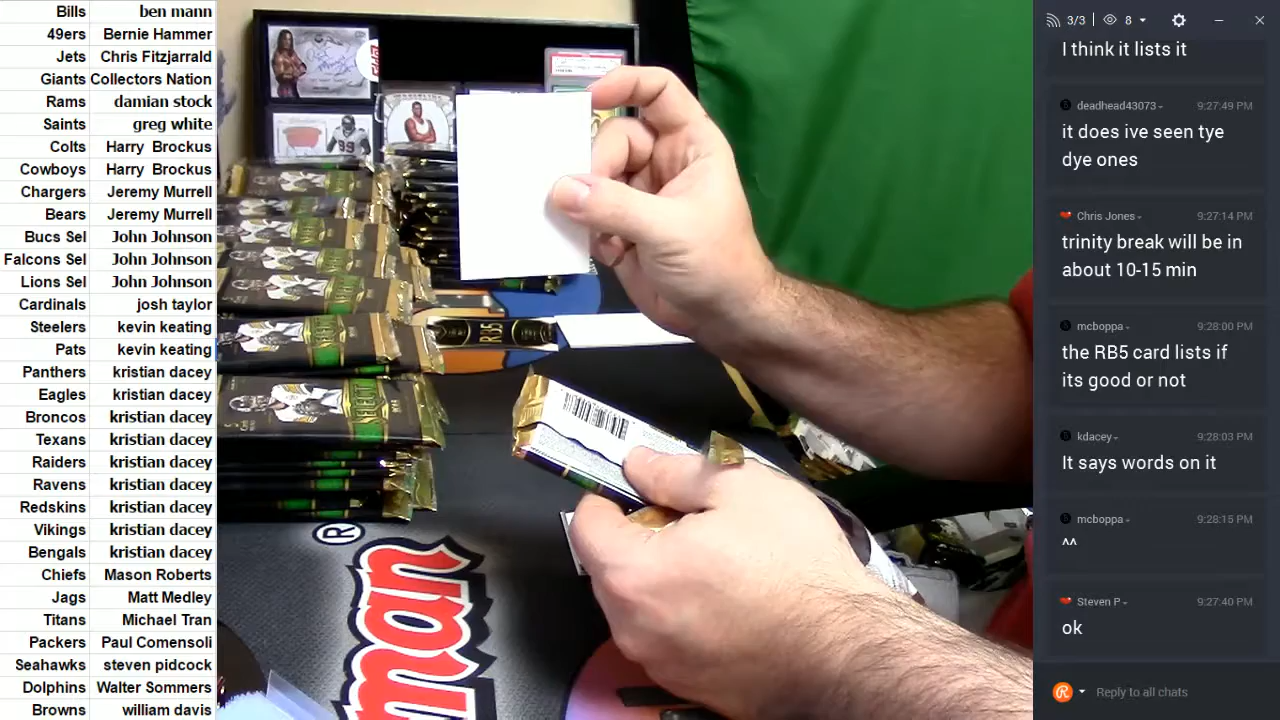 Bills ben mann
49ers Bernie Hammer
Jets Chris Fitzjarrald
Giants Collectors Nation
Rams damian stock
Saints greg white
Colts Harry Brockus
Cowboys Harry Brockus
Chargers Jeremy Murrell
Bears Jeremy Murrell
Bucs Sel John Johnson
Falcons Sel John Johnson
Lions Sel John Johnson
Cardinals josh taylor
Steelers kevin keating
Pats kevin keating
Panthers kristian dacey
Eagles kristian dacey
Broncos kristian dacey
Texans kristian dacey
Raiders kristian dacey
Ravens kristian dacey
Redskins kristian dacey
Vikings kristian dacey
Bengals kristian dacey
Chiefs Mason Roberts
Jags Matt Medley
Titans Michael Tran
Packers Paul Comensoli
Seahawks steven pidcock
Dolphins Walter Sommers
Browns william davis
99
RB5
SELECT
®
man
3/3
8
I think it lists it
deadhead43073 9:27:49 PM
it does ive seen tye
dye ones
Chris Jones 9:27:14 PM
trinity break will be in
about 10-15 min
mcboppa 9:28:00 PM
the RB5 card lists if
its good or not
kdacey 9:28:03 PM
It says words on it
mcboppa 9:28:15 PM
^^
Steven P 9:27:40 PM
ok
Reply to all chats